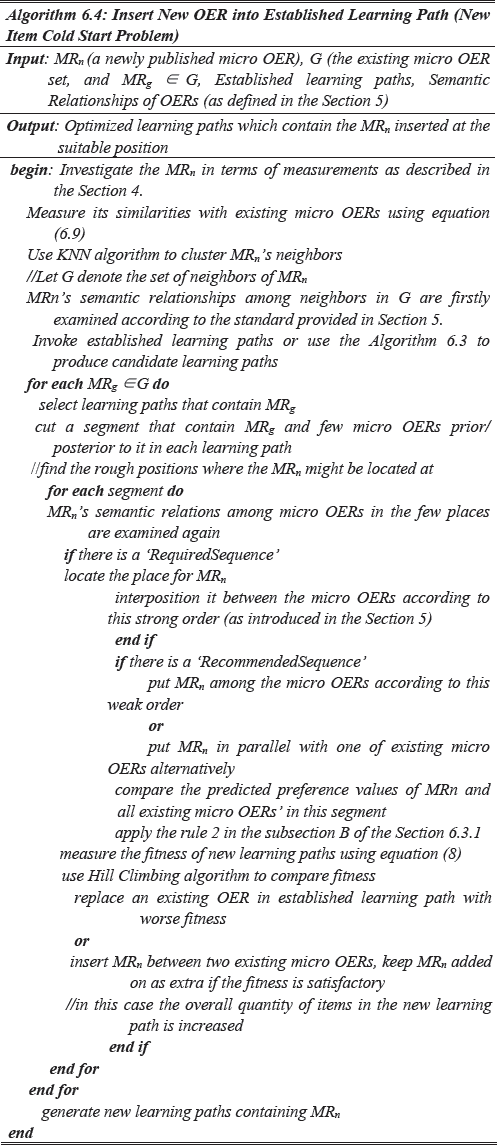 Algorithm 6.4: Insert New OER into Established Learning Path (New
Item Cold Start Problem)
Input: MRn (a newly published micro OER), G (the existing micro OER
set, and MRg ∈ G, Established learning paths, Semantic
Relationships of OERs (as defined in the Section 5)
Output: Optimized learning paths which contain the MRn inserted at the
suitable position
begin: Investigate the MRn in terms of measurements as described in
the Section 4.
Measure its similarities with existing micro OERs using equation
(6.9)
Use KNN algorithm to cluster MRn's neighbors
//Let G denote the set of neighbors of MRn
MRn's semantic relationships among neighbors in G are firstly
examined according to the standard provided in Section 5.
Invoke established learning paths or use the Algorithm 6.3 to
produce candidate learning paths
for each MRg ∈G do
select learning paths that contain MRg
cut a segment that contain MRg and few micro OERs prior/
posterior to it in each learning path
//find the rough positions where the MRn might be located at
for each segment do
MRn's semantic relations among micro OERs in the few places
are examined again
if there is a 'RequiredSequence'
locate the place for MRn
interposition it between the micro OERs according to
this strong order (as introduced in the Section 5)
end if
if there is a 'RecommendedSequence'
put MRn among the micro OERs according to this
weak order
or
put MRn in parallel with one of existing micro
OERs alternatively
compare the predicted preference values of MRn and
all existing micro OERs' in this segment
apply the rule 2 in the subsection B of the Section 6.3.1
measure the fitness of new learning paths using equation (8)
use Hill Climbing algorithm to compare fitness
replace an existing OER in established learning path with
worse fitness
or
insert MRn between two existing micro OERs, keep MRn added
on as extra if the fitness is satisfactory
//in this case the overall quantity of items in the new learning
path is increased
end if
end for
end for
generate new learning paths containing MRn
end